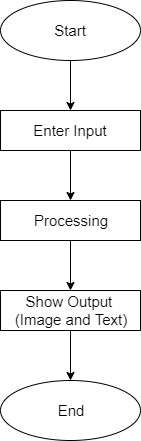 Start
Enter Input
Processing
Show Output
(Image and Text)
End